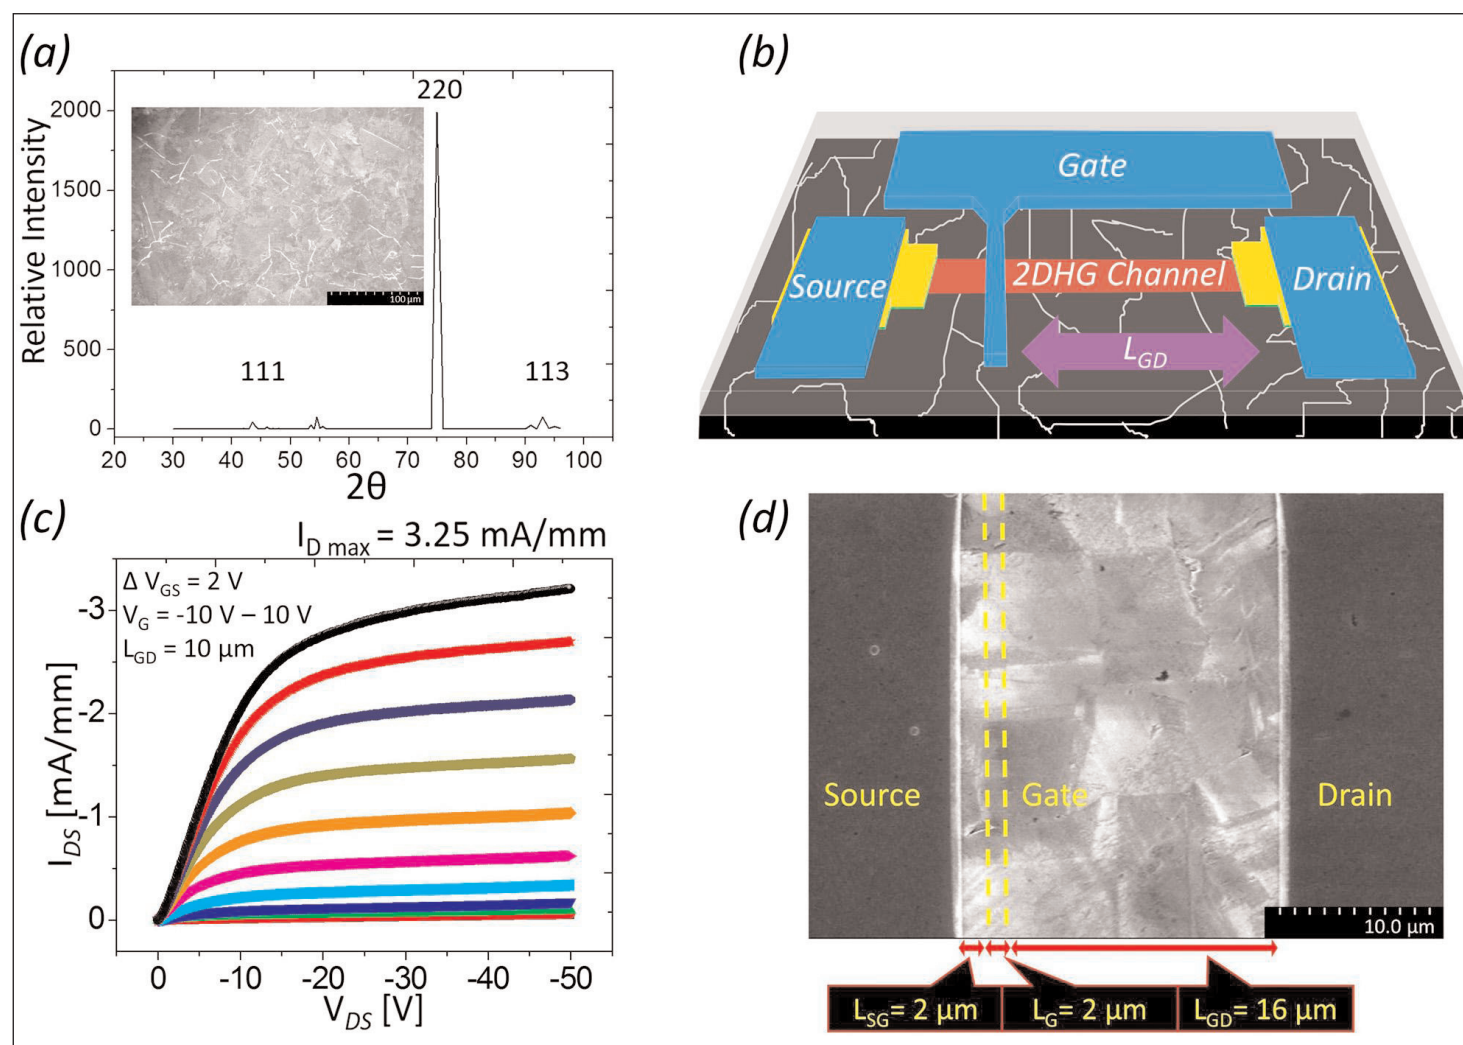 (a)
220
2000
1500
1000
500
0
Relative Intensity
111
113
100 µm
20 30 40 50 60 70 80 90 100
2θ
(b)
Gate
Source
2DHG Channel
Drain
L_GD
(c)
I_D max = 3.25 mA/mm
Δ V_GS = 2 V
V_G = -10 V – 10 V
L_GD = 10 µm
-3
-2
-1
0
I_DS [mA/mm]
0 -10 -20 -30 -40 -50
V_DS [V]
(d)
Source
Gate
Drain
10.0 µm
L_SG= 2 µm
L_G= 2 µm
L_GD= 16 µm